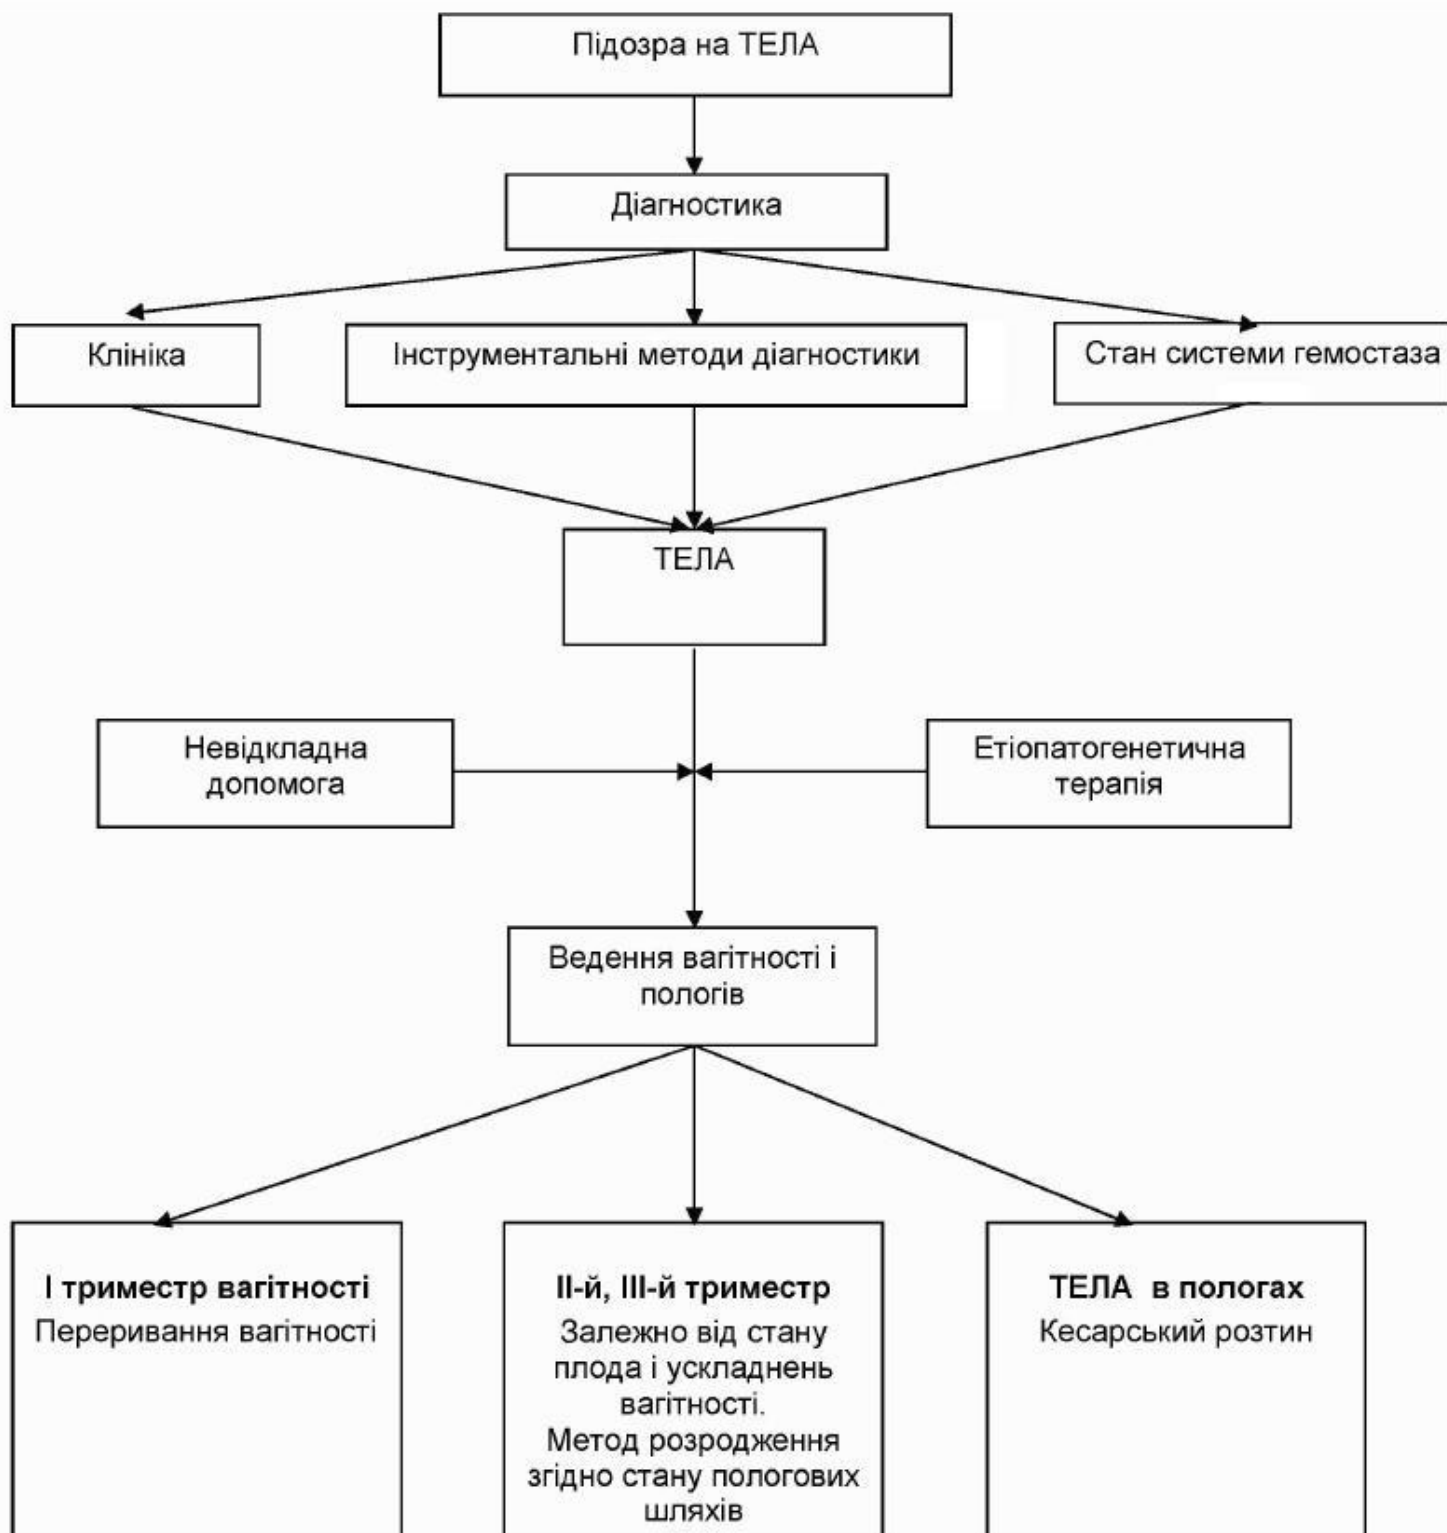 Підозра на ТЕЛА
Діагностика
Клініка
Інструментальні методи діагностики
Стан системи гемостаза
ТЕЛА
Невідкладна
допомога
Етіопатогенетична
терапія
Ведення вагітності і
пологів
І триместр вагітності
Переривання вагітності
ІІ-й, ІІІ-й триместр
Залежно від стану
плода і ускладнень
вагітності.
Метод розродження
згідно стану пологових
шляхів
ТЕЛА в пологах
Кесарський розтин